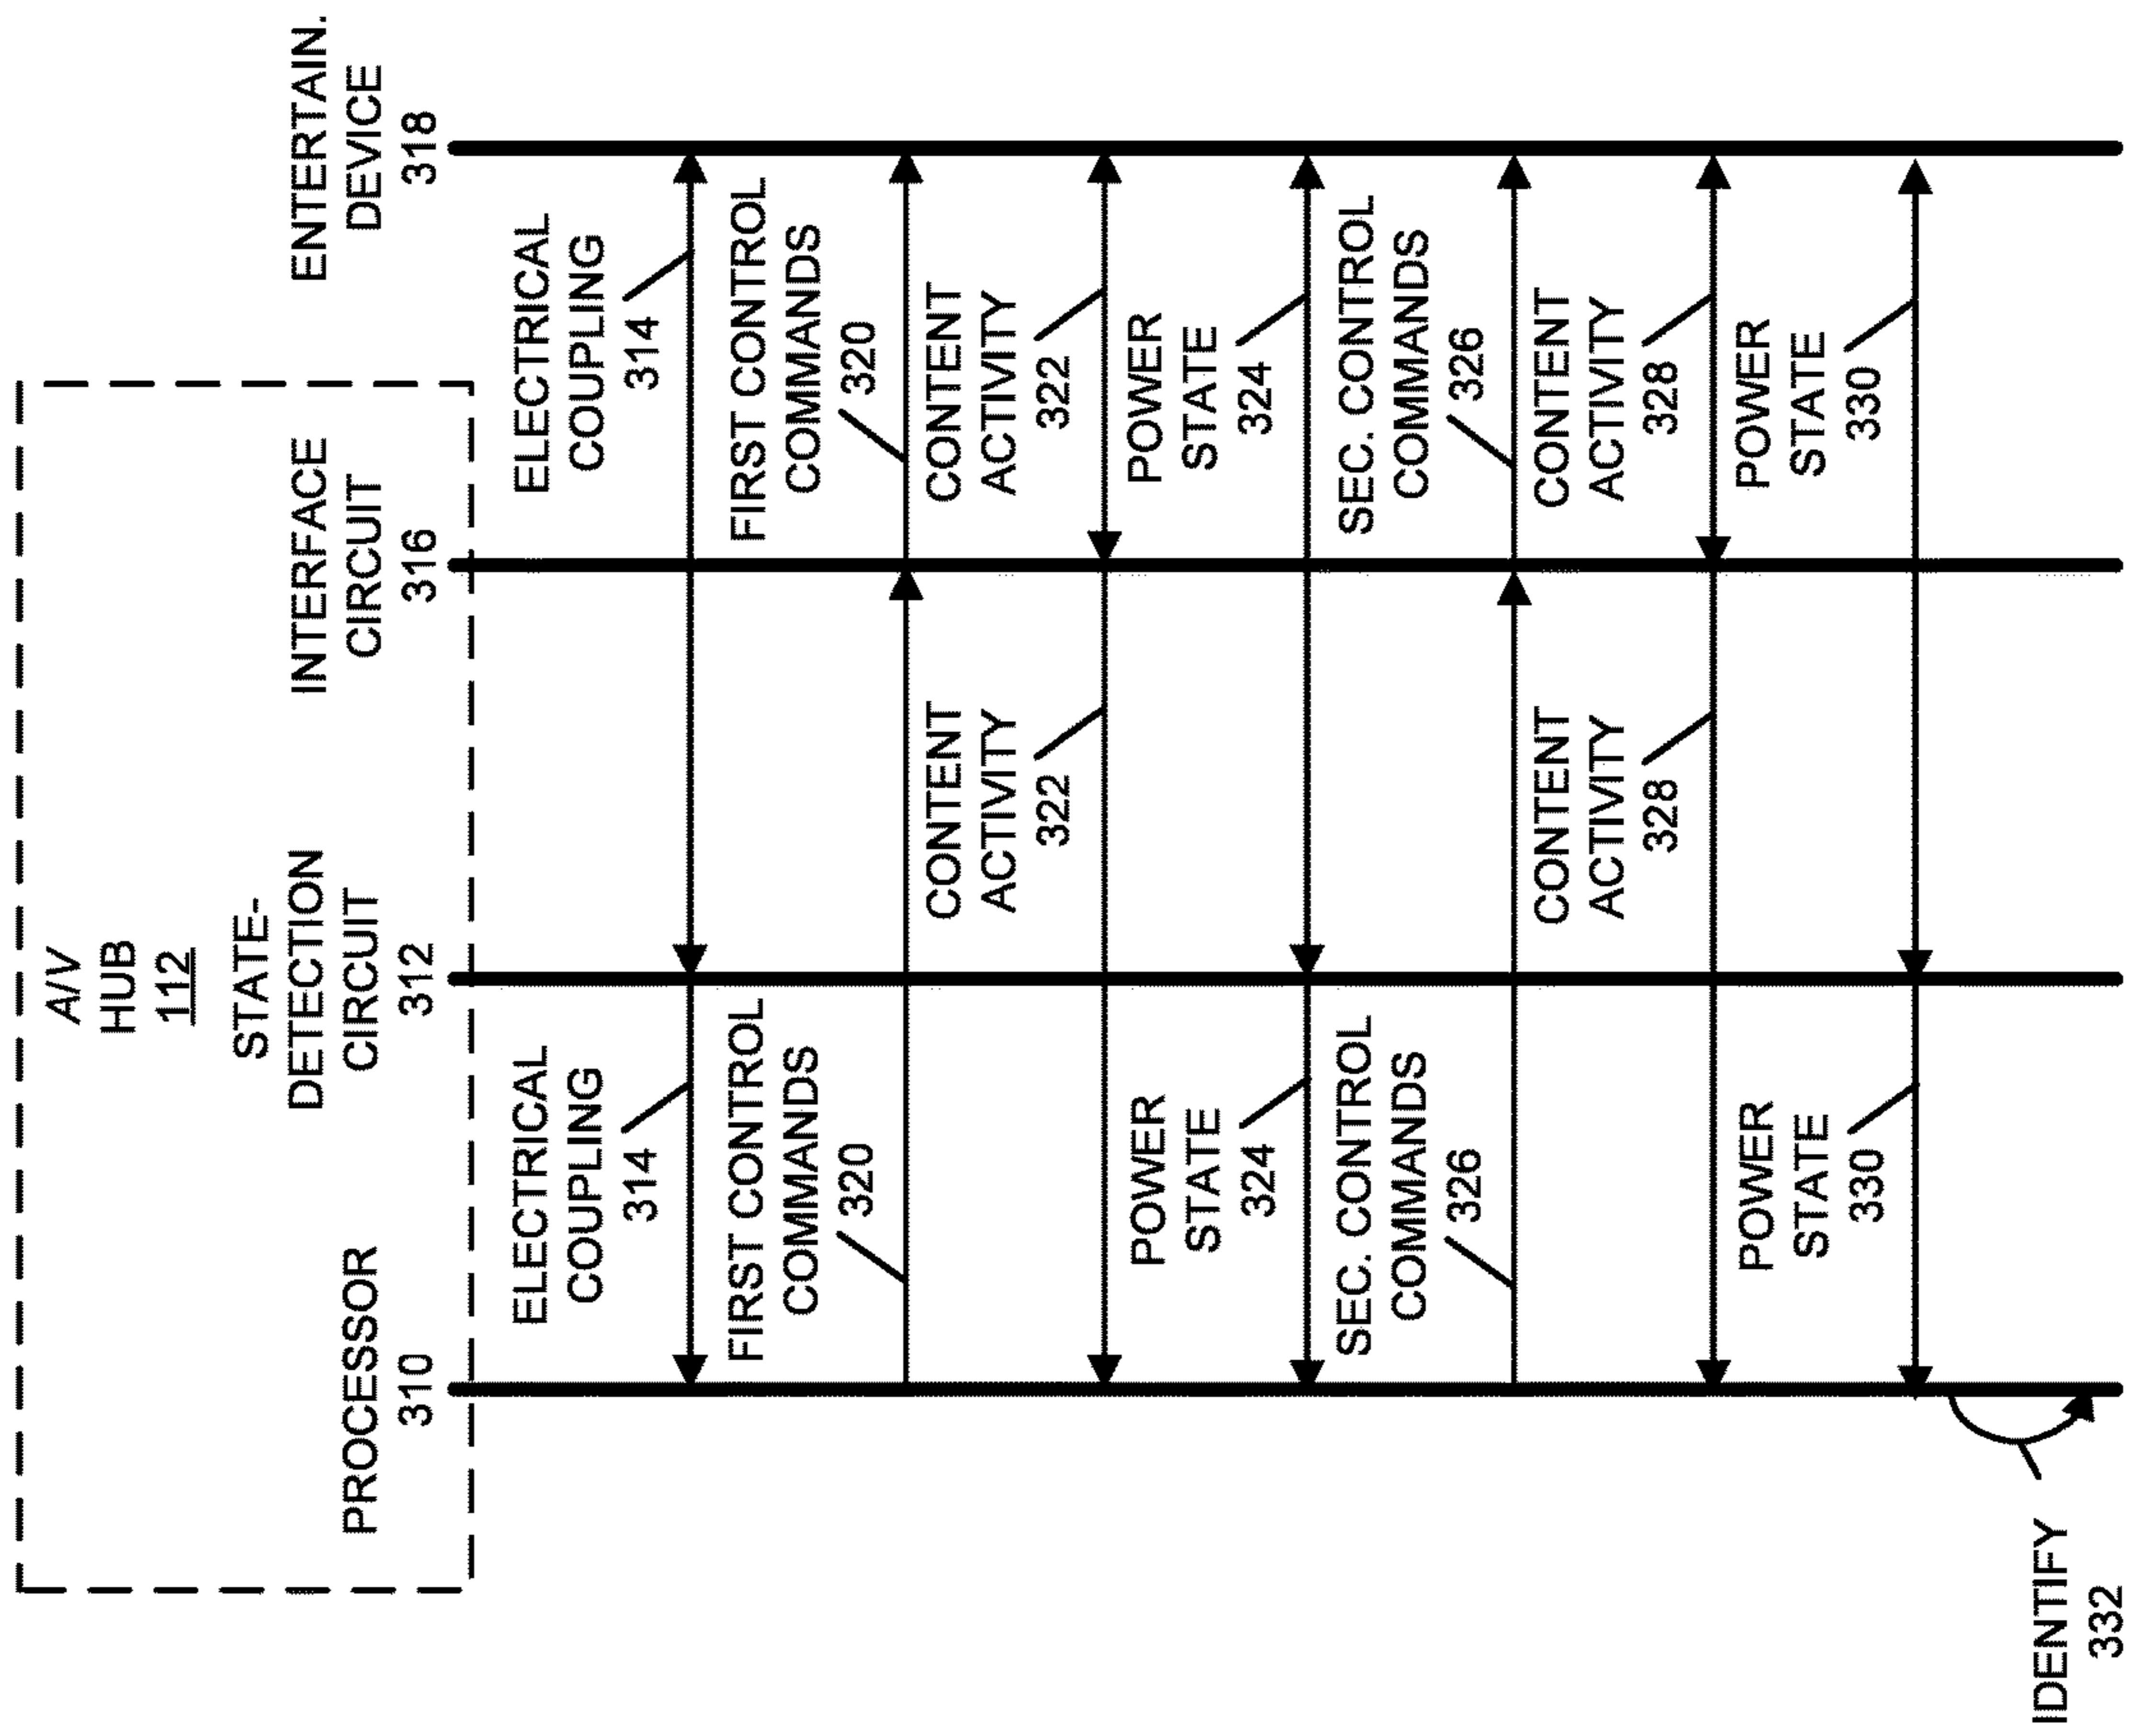 A/V
HUB
112
PROCESSOR
310
STATE-
DETECTION
CIRCUIT
312
INTERFACE
CIRCUIT
316
ENTERTAIN.
DEVICE
318
ELECTRICAL
COUPLING
314
ELECTRICAL
COUPLING
314
FIRST CONTROL
COMMANDS
320
FIRST CONTROL
COMMANDS
320
CONTENT
ACTIVITY
322
CONTENT
ACTIVITY
322
POWER
STATE
324
POWER
STATE
324
SEC. CONTROL
COMMANDS
326
SEC. CONTROL
COMMANDS
326
CONTENT
ACTIVITY
328
CONTENT
ACTIVITY
328
POWER
STATE
330
POWER
STATE
330
IDENTIFY
332